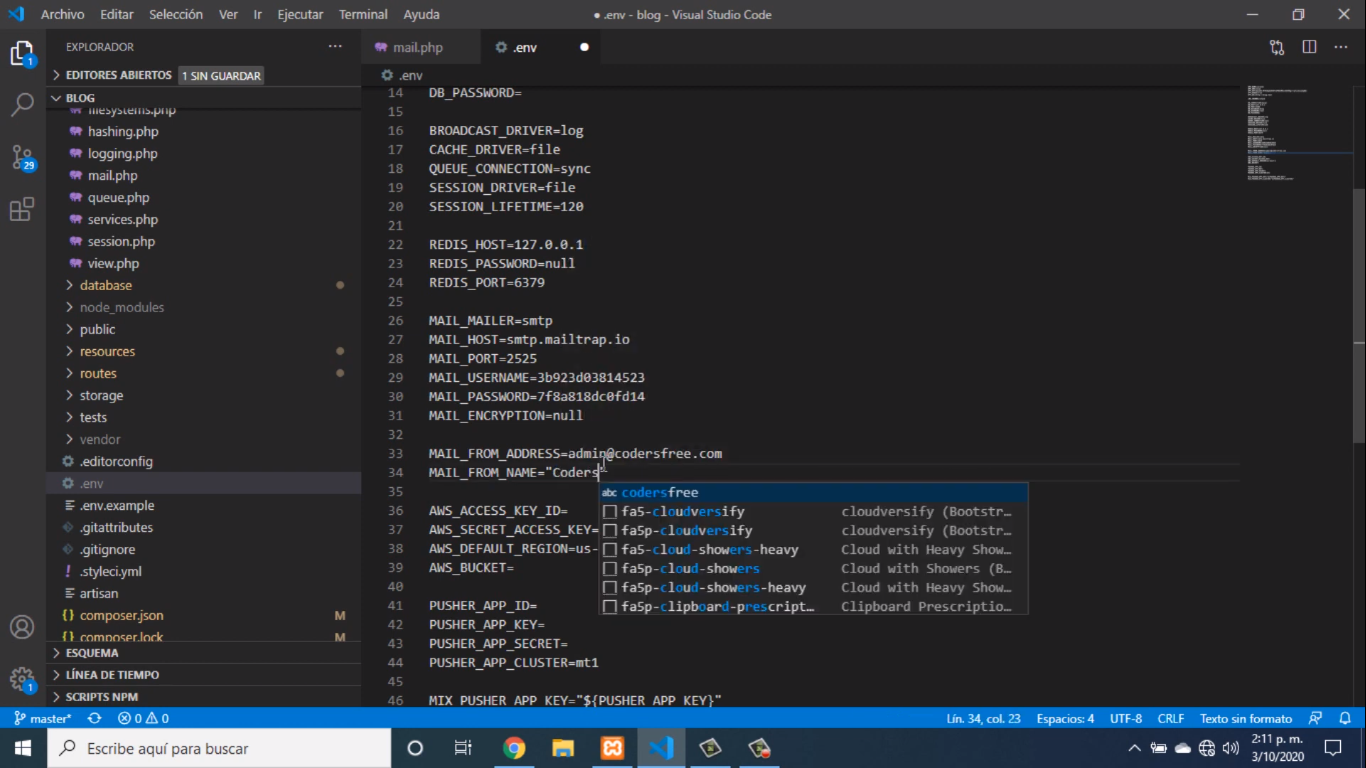 Archivo Editar Selección Ver Ir Ejecutar Terminal Ayuda
● .env - blog - Visual Studio Code
EXPLORADOR
EDITORES ABIERTOS 1 SIN GUARDAR
BLOG
filesystems.php
hashing.php
logging.php
mail.php
queue.php
services.php
session.php
view.php
database
node_modules
public
resources
routes
storage
tests
vendor
.editorconfig
.env
.env.example
.gitattributes
.gitignore
.styleci.yml
artisan
composer.json M
composer.lock M
ESQUEMA
LÍNEA DE TIEMPO
SCRIPTS NPM
1
29
1
mail.php .env
.env
14 DB_PASSWORD=
15
16 BROADCAST_DRIVER=log
17 CACHE_DRIVER=file
18 QUEUE_CONNECTION=sync
19 SESSION_DRIVER=file
20 SESSION_LIFETIME=120
21
22 REDIS_HOST=127.0.0.1
23 REDIS_PASSWORD=null
24 REDIS_PORT=6379
25
26 MAIL_MAILER=smtp
27 MAIL_HOST=smtp.mailtrap.io
28 MAIL_PORT=2525
29 MAIL_USERNAME=3b923d03814523
30 MAIL_PASSWORD=7f8a818dc0fd14
31 MAIL_ENCRYPTION=null
32
33 MAIL_FROM_ADDRESS=admin@codersfree.com
34 MAIL_FROM_NAME="Coders"
35
36 AWS_ACCESS_KEY_ID=
37 AWS_SECRET_ACCESS_KEY=
38 AWS_DEFAULT_REGION=us-
39 AWS_BUCKET=
40
41 PUSHER_APP_ID=
42 PUSHER_APP_KEY=
43 PUSHER_APP_SECRET=
44 PUSHER_APP_CLUSTER=mt1
45
46 MIX_PUSHER_APP_KEY="${PUSHER_APP_KEY}"
abc codersfree
fa5-cloudversify cloudversify (Bootstr…
fa5p-cloudversify cloudversify (Bootstr…
fa5-cloud-showers-heavy Cloud with Heavy Show…
fa5p-cloud-showers Cloud with Showers (B…
fa5p-cloud-showers-heavy Cloud with Heavy Show…
fa5p-clipboard-prescript… Clipboard Prescriptio…
master* 0 0 Lín. 34, col. 23 Espacios: 4 UTF-8 CRLF Texto sin formato
Escribe aquí para buscar
2:11 p. m.
3/10/2020